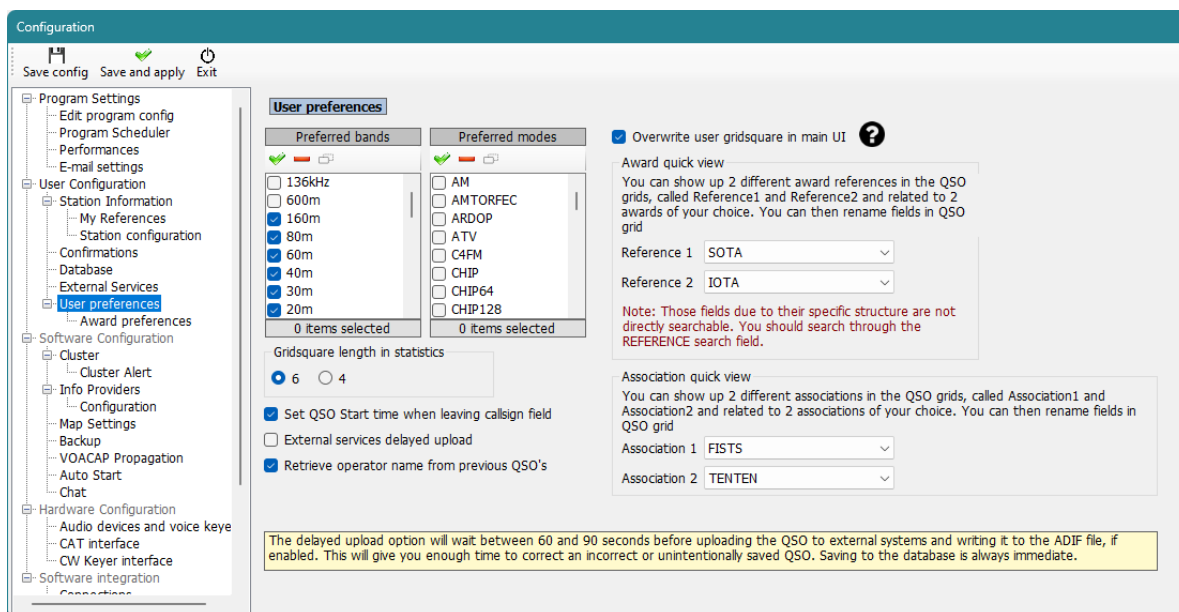 Configuration
Save config Save and apply Exit
Program Settings
Edit program config
Program Scheduler
Performances
E-mail settings
User Configuration
Station Information
My References
Station configuration
Confirmations
Database
External Services
User preferences
Award preferences
Software Configuration
Cluster
Cluster Alert
Info Providers
Configuration
Map Settings
Backup
VOACAP Propagation
Auto Start
Chat
Hardware Configuration
Audio devices and voice keye
CAT interface
CW Keyer interface
Software integration
Connections
User preferences
Preferred bands
136kHz
600m
160m
80m
60m
40m
30m
20m
0 items selected
Preferred modes
AM
AMTORFEC
ARDOP
ATV
C4FM
CHIP
CHIP64
CHIP128
0 items selected
Gridsquare length in statistics
6 4
Set QSO Start time when leaving callsign field
External services delayed upload
Retrieve operator name from previous QSO's
Overwrite user gridsquare in main UI ?
Award quick view
You can show up 2 different award references in the QSO
grids, called Reference1 and Reference2 and related to 2
awards of your choice. You can then rename fields in QSO
grid
Reference 1 SOTA
Reference 2 IOTA
Note: Those fields due to their specific structure are not
directly searchable. You should search through the
REFERENCE search field.
Association quick view
You can show up 2 different associations in the QSO grids, called Association1 and
Association2 and related to 2 associations of your choice. You can then rename fields in
QSO grid
Association 1 FISTS
Association 2 TENTEN
The delayed upload option will wait between 60 and 90 seconds before uploading the QSO to external systems and writing it to the ADIF file, if
enabled. This will give you enough time to correct an incorrect or unintentionally saved QSO. Saving to the database is always immediate.